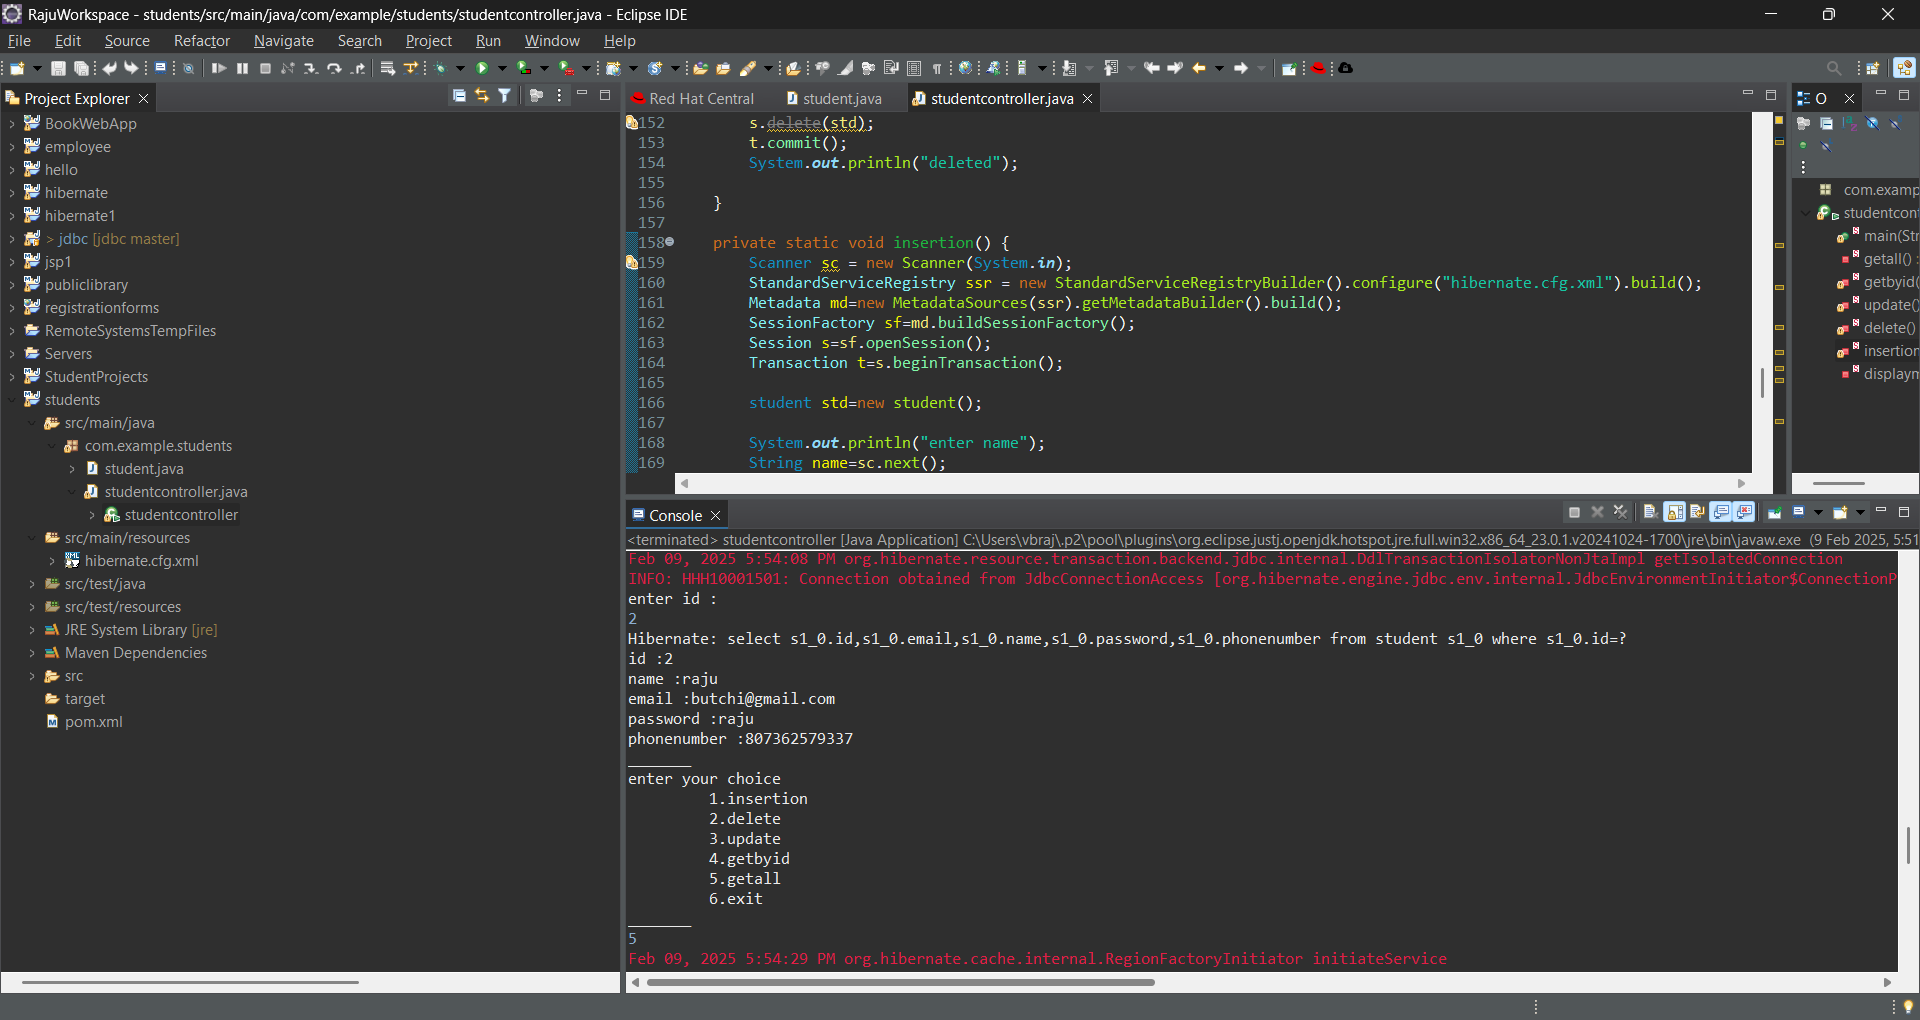 RajuWorkspace - students/src/main/java/com/example/students/studentcontroller.java - Eclipse IDE
File Edit Source Refactor Navigate Search Project Run Window Help
Project Explorer
BookWebApp
employee
hello
hibernate
hibernate1
> jdbc [jdbc master]
jsp1
publiclibrary
registrationforms
RemoteSystemsTempFiles
Servers
StudentProjects
students
src/main/java
com.example.students
student.java
studentcontroller.java
studentcontroller
src/main/resources
hibernate.cfg.xml
src/test/java
src/test/resources
JRE System Library [jre]
Maven Dependencies
src
target
pom.xml
Red Hat Central student.java studentcontroller.java
152 s.delete(std);
153 t.commit();
154 System.out.println("deleted");
155
156 }
157
158 private static void insertion() {
159 Scanner sc = new Scanner(System.in);
160 StandardServiceRegistry ssr = new StandardServiceRegistryBuilder().configure("hibernate.cfg.xml").build();
161 Metadata md=new MetadataSources(ssr).getMetadataBuilder().build();
162 SessionFactory sf=md.buildSessionFactory();
163 Session s=sf.openSession();
164 Transaction t=s.beginTransaction();
165
166 student std=new student();
167
168 System.out.println("enter name");
169 String name=sc.next();
O
com.examp
studentcont
main(Str
getall() :
getbyid(
update()
delete()
insertion
displaym
Console
<terminated> studentcontroller [Java Application] C:\Users\vbraj\.p2\pool\plugins\org.eclipse.justj.openjdk.hotspot.jre.full.win32.x86_64_23.0.1.v20241024-1700\jre\bin\javaw.exe (9 Feb 2025, 5:51
Feb 09, 2025 5:54:08 PM org.hibernate.resource.transaction.backend.jdbc.internal.DdlTransactionIsolatorNonJtaImpl getIsolatedConnection
INFO: HHH10001501: Connection obtained from JdbcConnectionAccess [org.hibernate.engine.jdbc.env.internal.JdbcEnvironmentInitiator$ConnectionP
enter id :
2
Hibernate: select s1_0.id,s1_0.email,s1_0.name,s1_0.password,s1_0.phonenumber from student s1_0 where s1_0.id=?
id :2
name :raju
email :butchi@gmail.com
password :raju
phonenumber :807362579337
_______
enter your choice
1.insertion
2.delete
3.update
4.getbyid
5.getall
6.exit
_______
5
Feb 09, 2025 5:54:29 PM org.hibernate.cache.internal.RegionFactoryInitiator initiateService